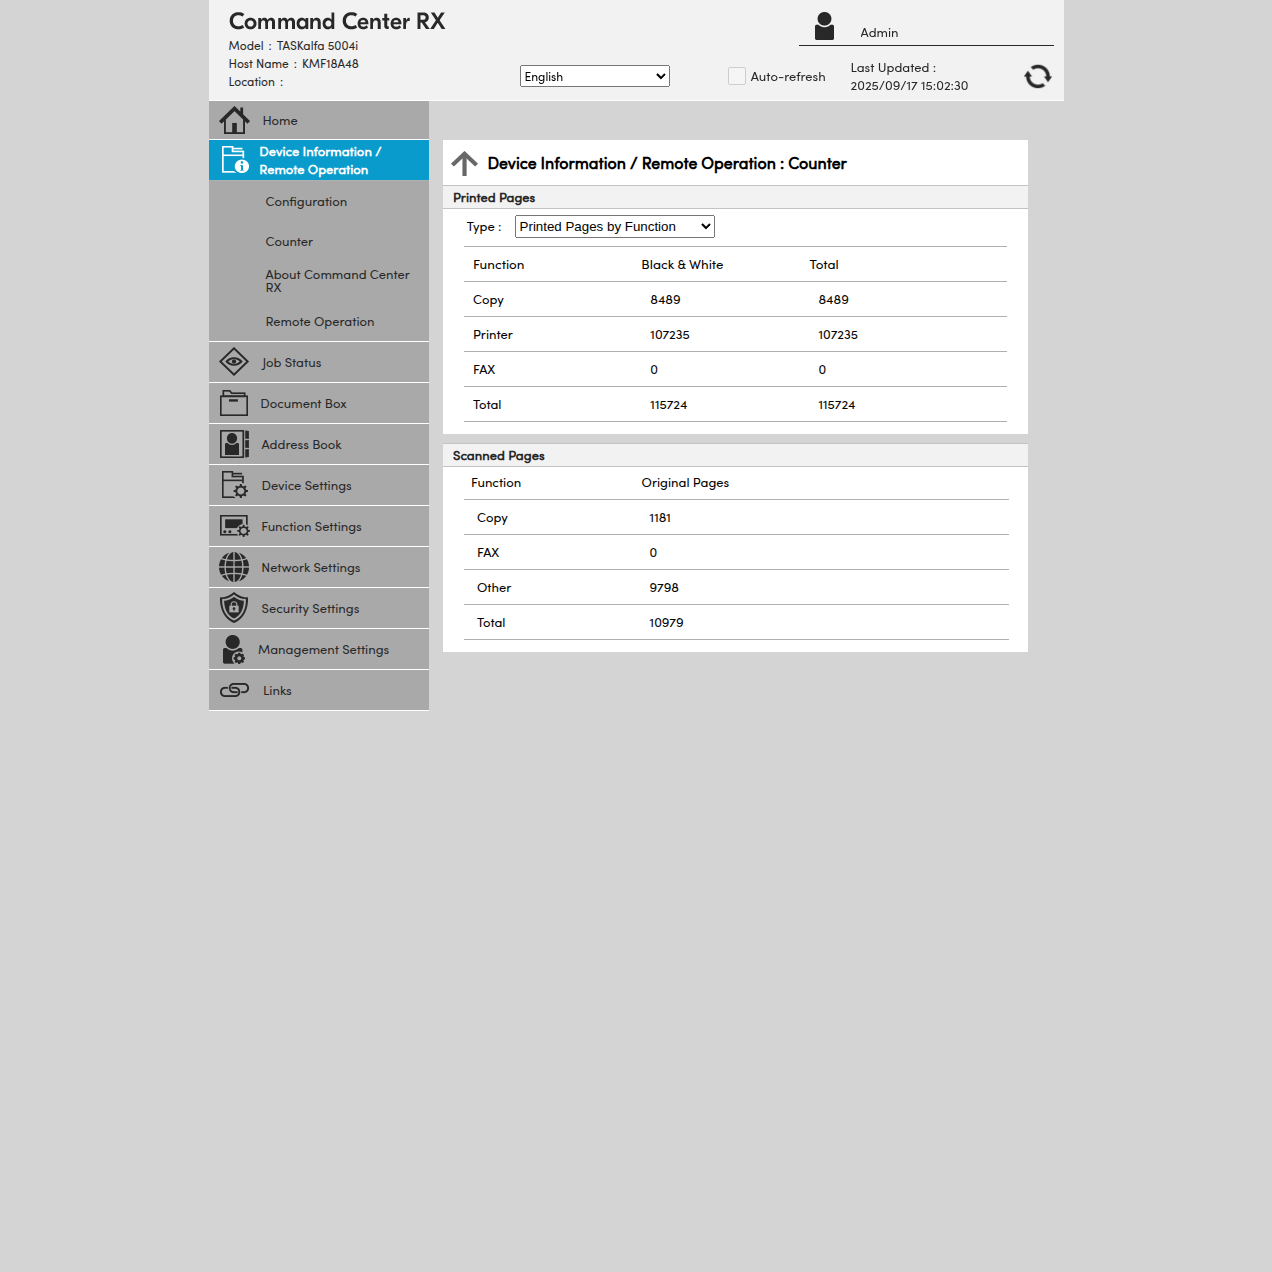 Command Center RX
Model : TASKalfa 5004i
Host Name : KMF18A48
Location :
Admin
English
Auto-refresh
Last Updated :
2025/09/17 15:02:30
Home
Device Information /
Remote Operation
Configuration
Counter
About Command Center
RX
Remote Operation
Job Status
Document Box
Address Book
Device Settings
Function Settings
Network Settings
Security Settings
Management Settings
Links
Device Information / Remote Operation : Counter
Printed Pages
Type : Printed Pages by Function
Function Black & White Total
Copy 8489 8489
Printer 107235 107235
FAX 0 0
Total 115724 115724
Scanned Pages
Function Original Pages
Copy 1181
FAX 0
Other 9798
Total 10979